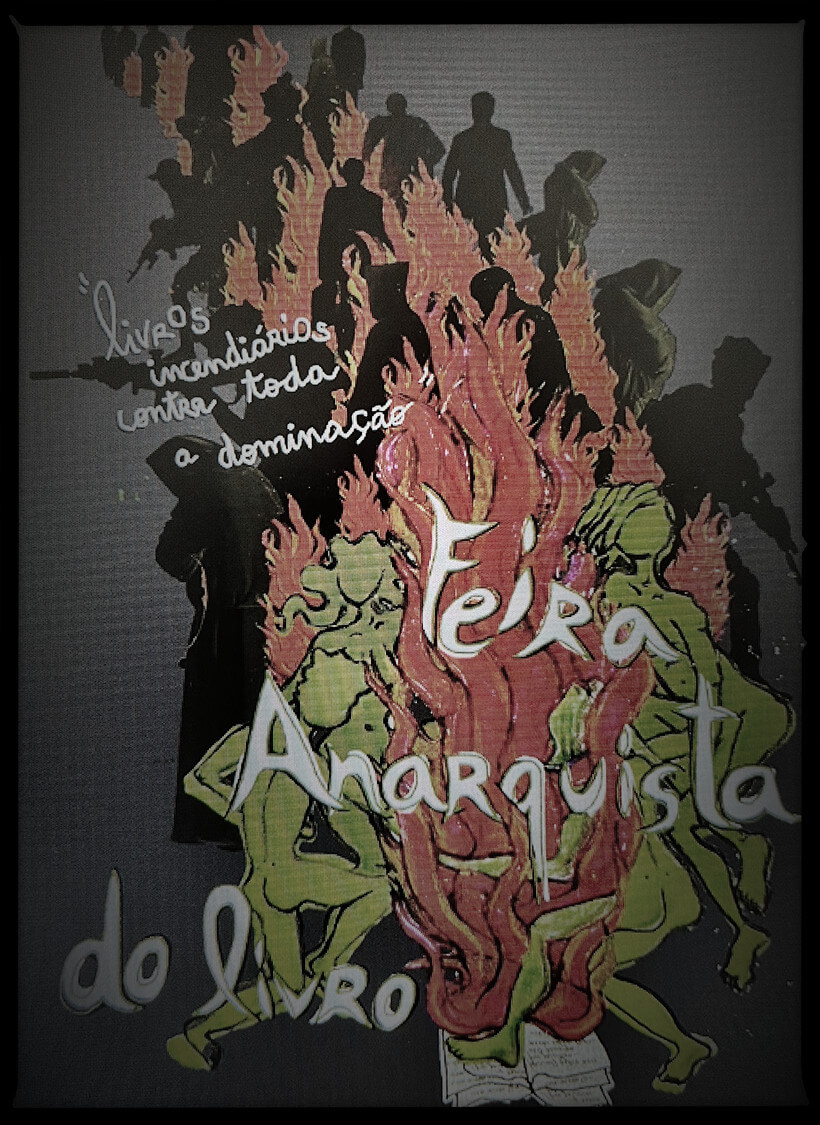 "livros
incendiários
contra toda
a dominação"
Feira
Anarquista
do livro